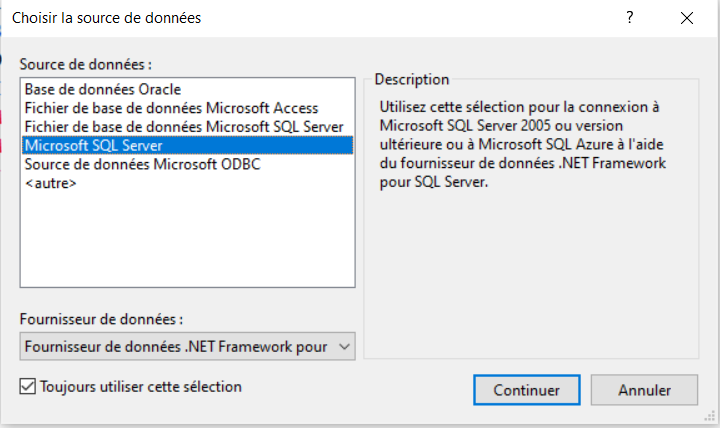 Choisir la source de données
?
Source de données :
Base de données Oracle
Fichier de base de données Microsoft Access
Fichier de base de données Microsoft SQL Server
Microsoft SQL Server
Source de données Microsoft ODBC
<autre>
Description
Utilisez cette sélection pour la connexion à
Microsoft SQL Server 2005 ou version
ultérieure ou à Microsoft SQL Azure à l'aide
du fournisseur de données .NET Framework
pour SQL Server.
Fournisseur de données :
Fournisseur de données .NET Framework pour
Toujours utiliser cette sélection
Continuer
Annuler